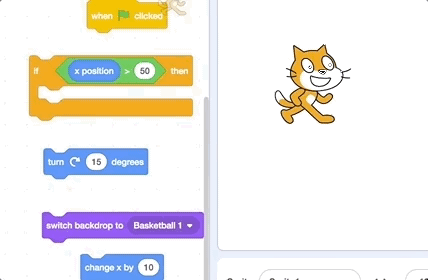 when clicked
if x position > 50 then
turn 15 degrees
switch backdrop to Basketball 1
change x by 10